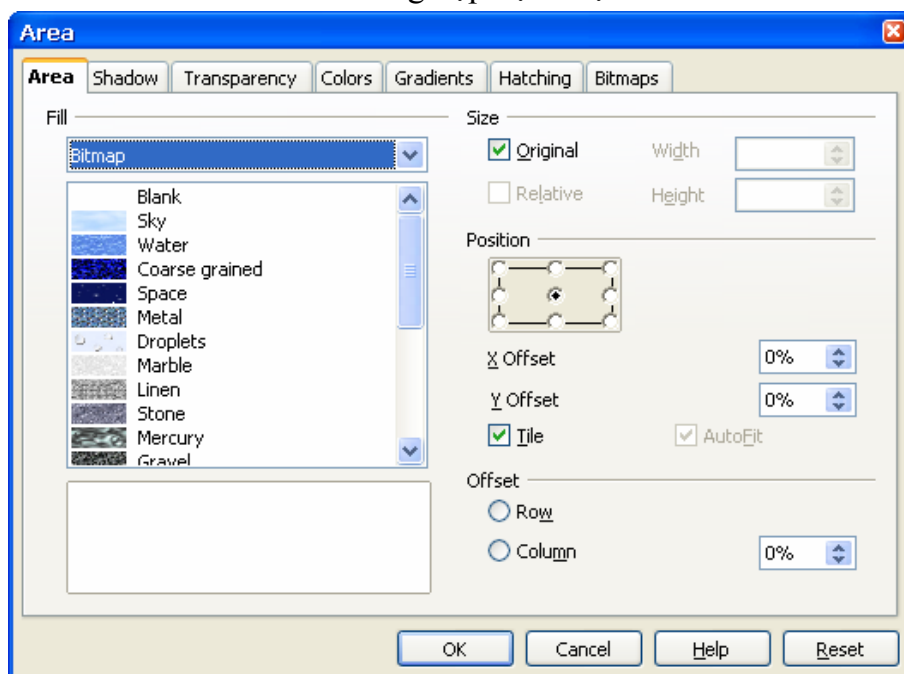 Area
Area Shadow Transparency Colors Gradients Hatching Bitmaps
Fill
Bitmap
Blank
Sky
Water
Coarse grained
Space
Metal
Droplets
Marble
Linen
Stone
Mercury
Gravel
Size
Original Width
Relative Height
Position
X Offset 0%
Y Offset 0%
Tile AutoFit
Offset
Row
Column 0%
OK Cancel Help Reset